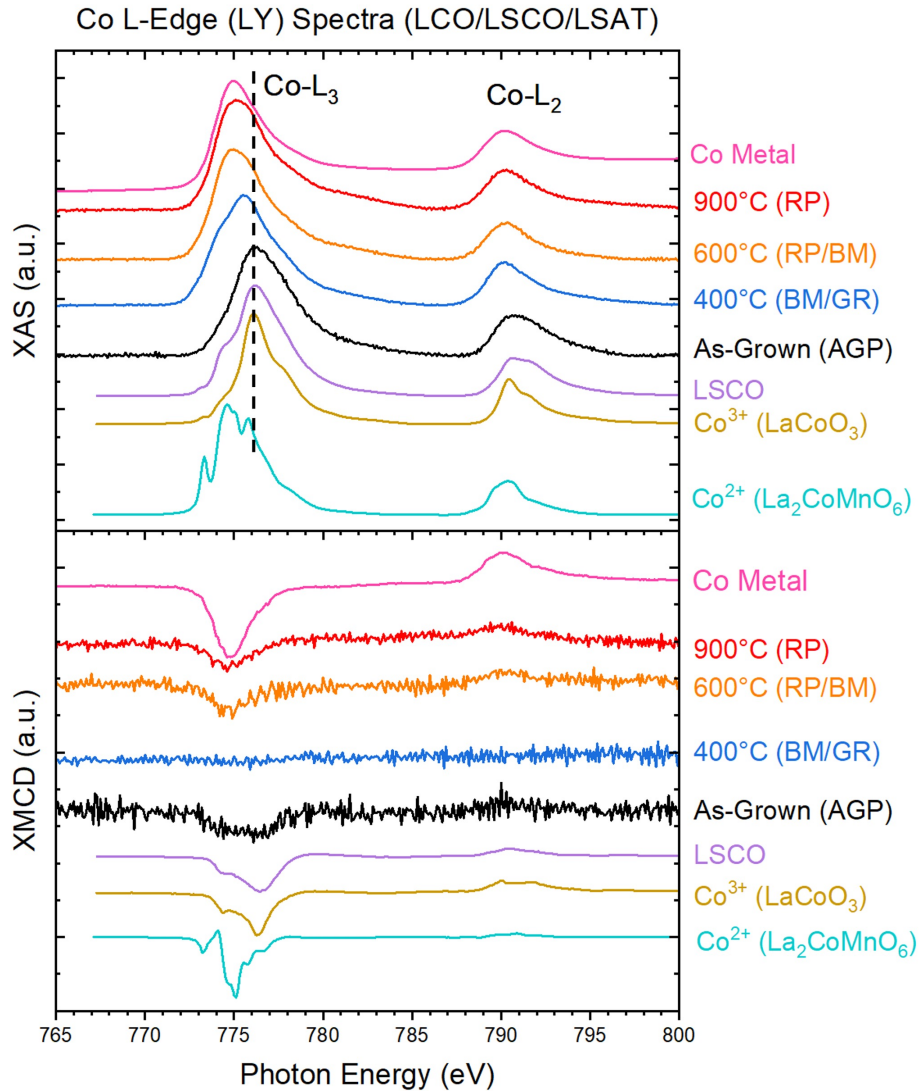 Co L-Edge (LY) Spectra (LCO/LSCO/LSAT)
XAS (a.u.)
Co-L₃
Co-L₂
Co Metal
900°C (RP)
600°C (RP/BM)
400°C (BM/GR)
As-Grown (AGP)
LSCO
Co³⁺ (LaCoO₃)
Co²⁺ (La₂CoMnO₆)
XMCD (a.u.)
Co Metal
900°C (RP)
600°C (RP/BM)
400°C (BM/GR)
As-Grown (AGP)
LSCO
Co³⁺ (LaCoO₃)
Co²⁺ (La₂CoMnO₆)
765 770 775 780 785 790 795 800
Photon Energy (eV)